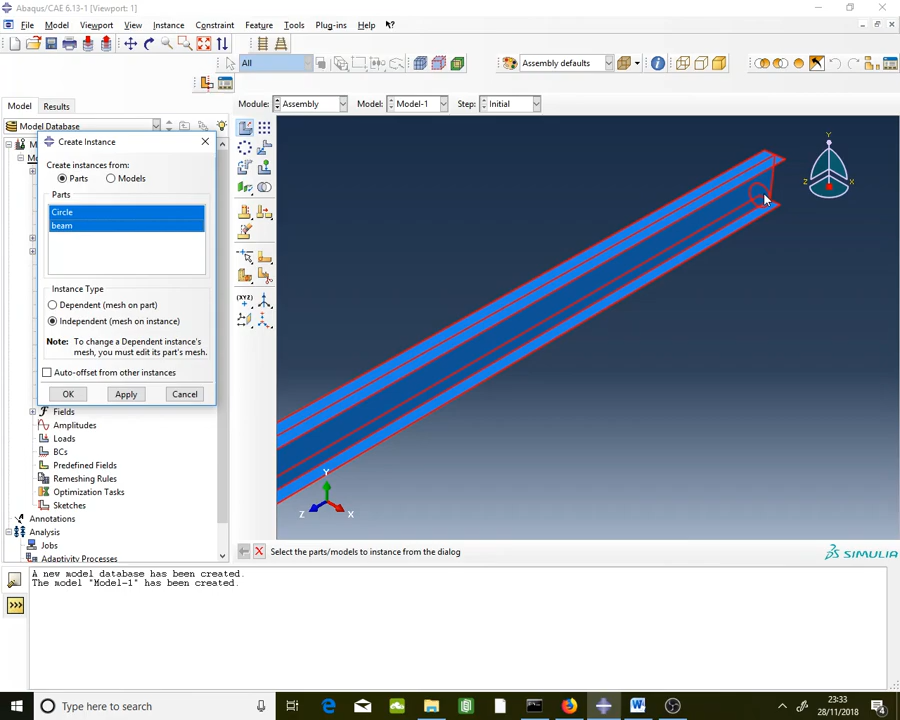 Abaqus/CAE 6.13-1 [Viewport: 1]
File Model Viewport View Instance Constraint Feature Tools Plug-ins Help
All Assembly defaults
Model Results Module: Assembly Model: Model-1 Step: Initial
Model Database
Create Instance
Create instances from:
Parts Models
Parts
Circle
beam
Instance Type
Dependent (mesh on part)
Independent (mesh on instance)
Note: To change a Dependent instance's
mesh, you must edit its part's mesh.
Auto-offset from other instances
OK Apply Cancel
Fields
Amplitudes
Loads
BCs
Predefined Fields
Remeshing Rules
Optimization Tasks
Sketches
Annotations
Analysis
Jobs
Adaptivity Processes
Y
Z X
Y
Z X
(XYZ)
Select the parts/models to instance from the dialog
SIMULIA
A new model database has been created.
The model "Model-1" has been created.
>>>
Type here to search
23:33
28/11/2018
4